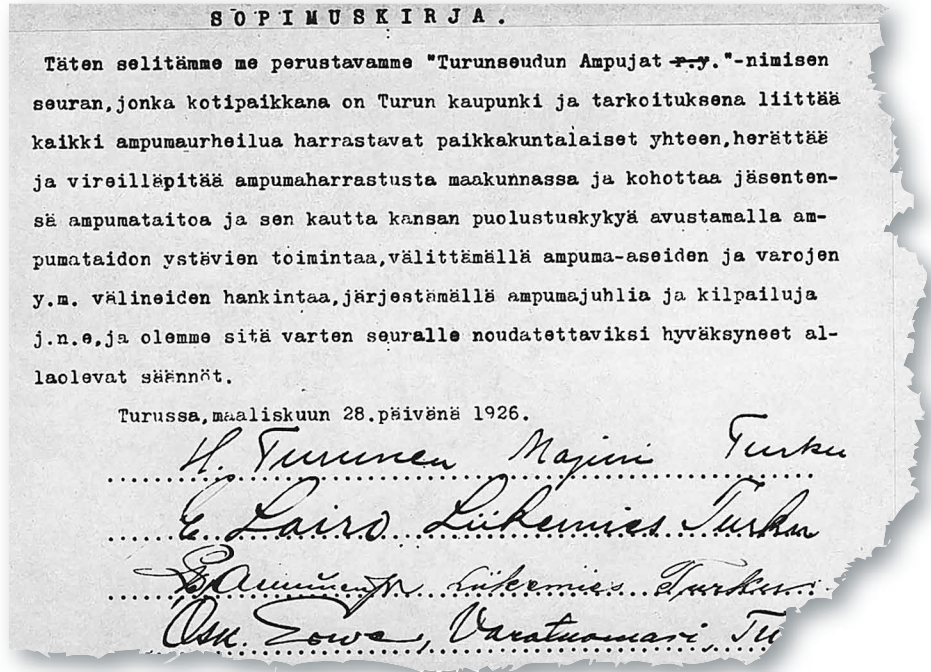 SOPIMUSKIRJA.
Täten selitämme me perustavamme "Turunseudun Ampujat r.y."-nimisen
seuran,jonka kotipaikkana on Turun kaupunki ja tarkoituksena liittää
kaikki ampumaurheilua harrastavat paikkakuntalaiset yhteen,herättää
ja vireilläpitää ampumaharrastusta maakunnassa ja kohottaa jäsenten-
sä ampumataitoa ja sen kautta kansan puolustuskykyä avustamalla am-
pumataidon ystävien toimintaa,välittämällä ampuma-aseiden ja varojen
y.m. välineiden hankintaa,järjestämällä ampumajuhlia ja kilpailuja
j.n.e,ja olemme sitä varten seuralle noudatettaviksi hyväksyneet al-
laolevat säännöt.
Turussa,maaliskuun 28.päivänä 1926.
H. Turunen Majuri Turku
E. Lairo Liikemies Turku
Liikemies Turku
Osk. Varatuomari, Tu